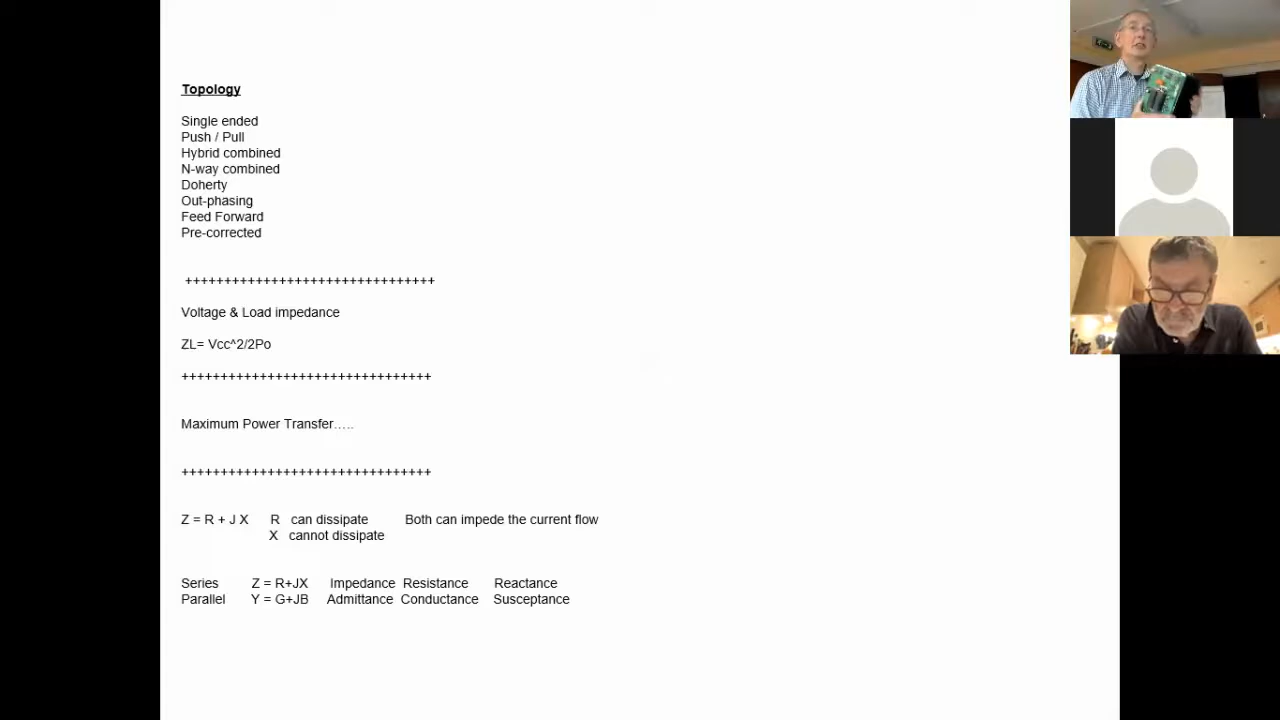 Topology
Single ended
Push / Pull
Hybrid combined
N-way combined
Doherty
Out-phasing
Feed Forward
Pre-corrected
++++++++++++++++++++++++++++++++
Voltage & Load impedance
ZL= Vcc^2/2Po
++++++++++++++++++++++++++++++++
Maximum Power Transfer…..
++++++++++++++++++++++++++++++++
Z = R + J X R can dissipate Both can impede the current flow
X cannot dissipate
Series Z = R+JX Impedance Resistance Reactance
Parallel Y = G+JB Admittance Conductance Susceptance